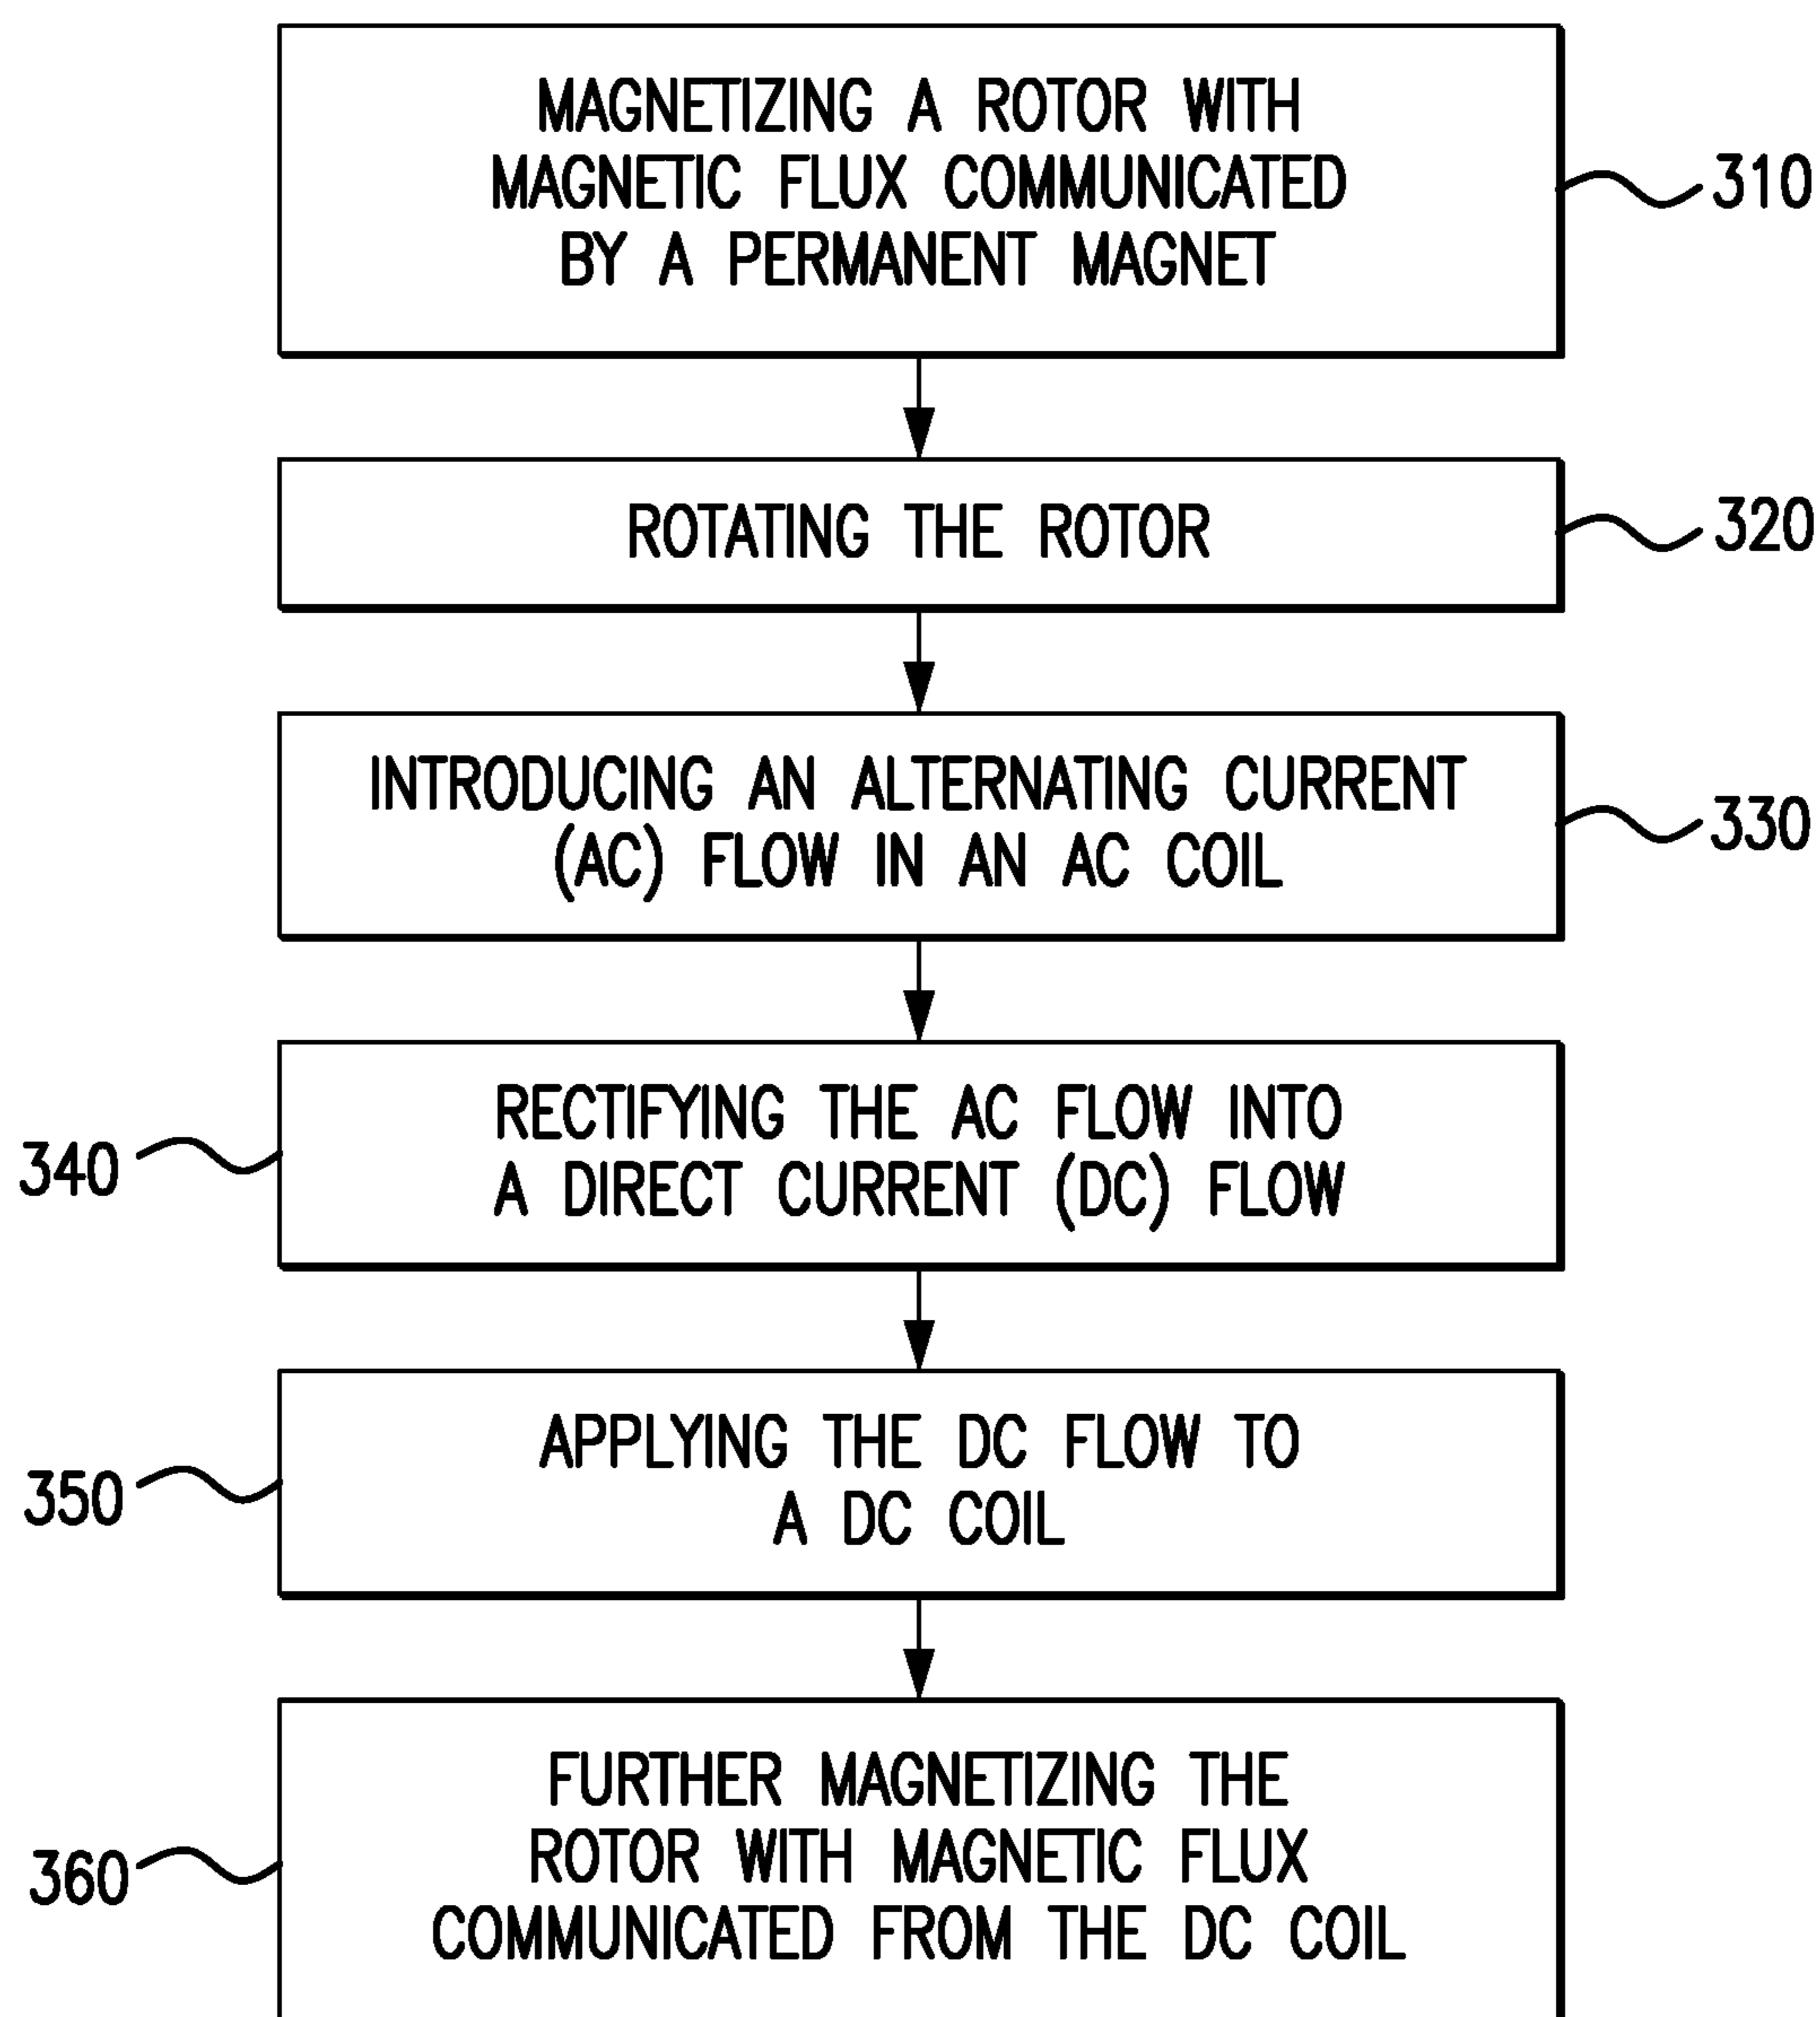 MAGNETIZING A ROTOR WITH
MAGNETIC FLUX COMMUNICATED
BY A PERMANENT MAGNET
310
ROTATING THE ROTOR
320
INTRODUCING AN ALTERNATING CURRENT
(AC) FLOW IN AN AC COIL
330
RECTIFYING THE AC FLOW INTO
A DIRECT CURRENT (DC) FLOW
340
APPLYING THE DC FLOW TO
A DC COIL
350
FURTHER MAGNETIZING THE
ROTOR WITH MAGNETIC FLUX
COMMUNICATED FROM THE DC COIL
360